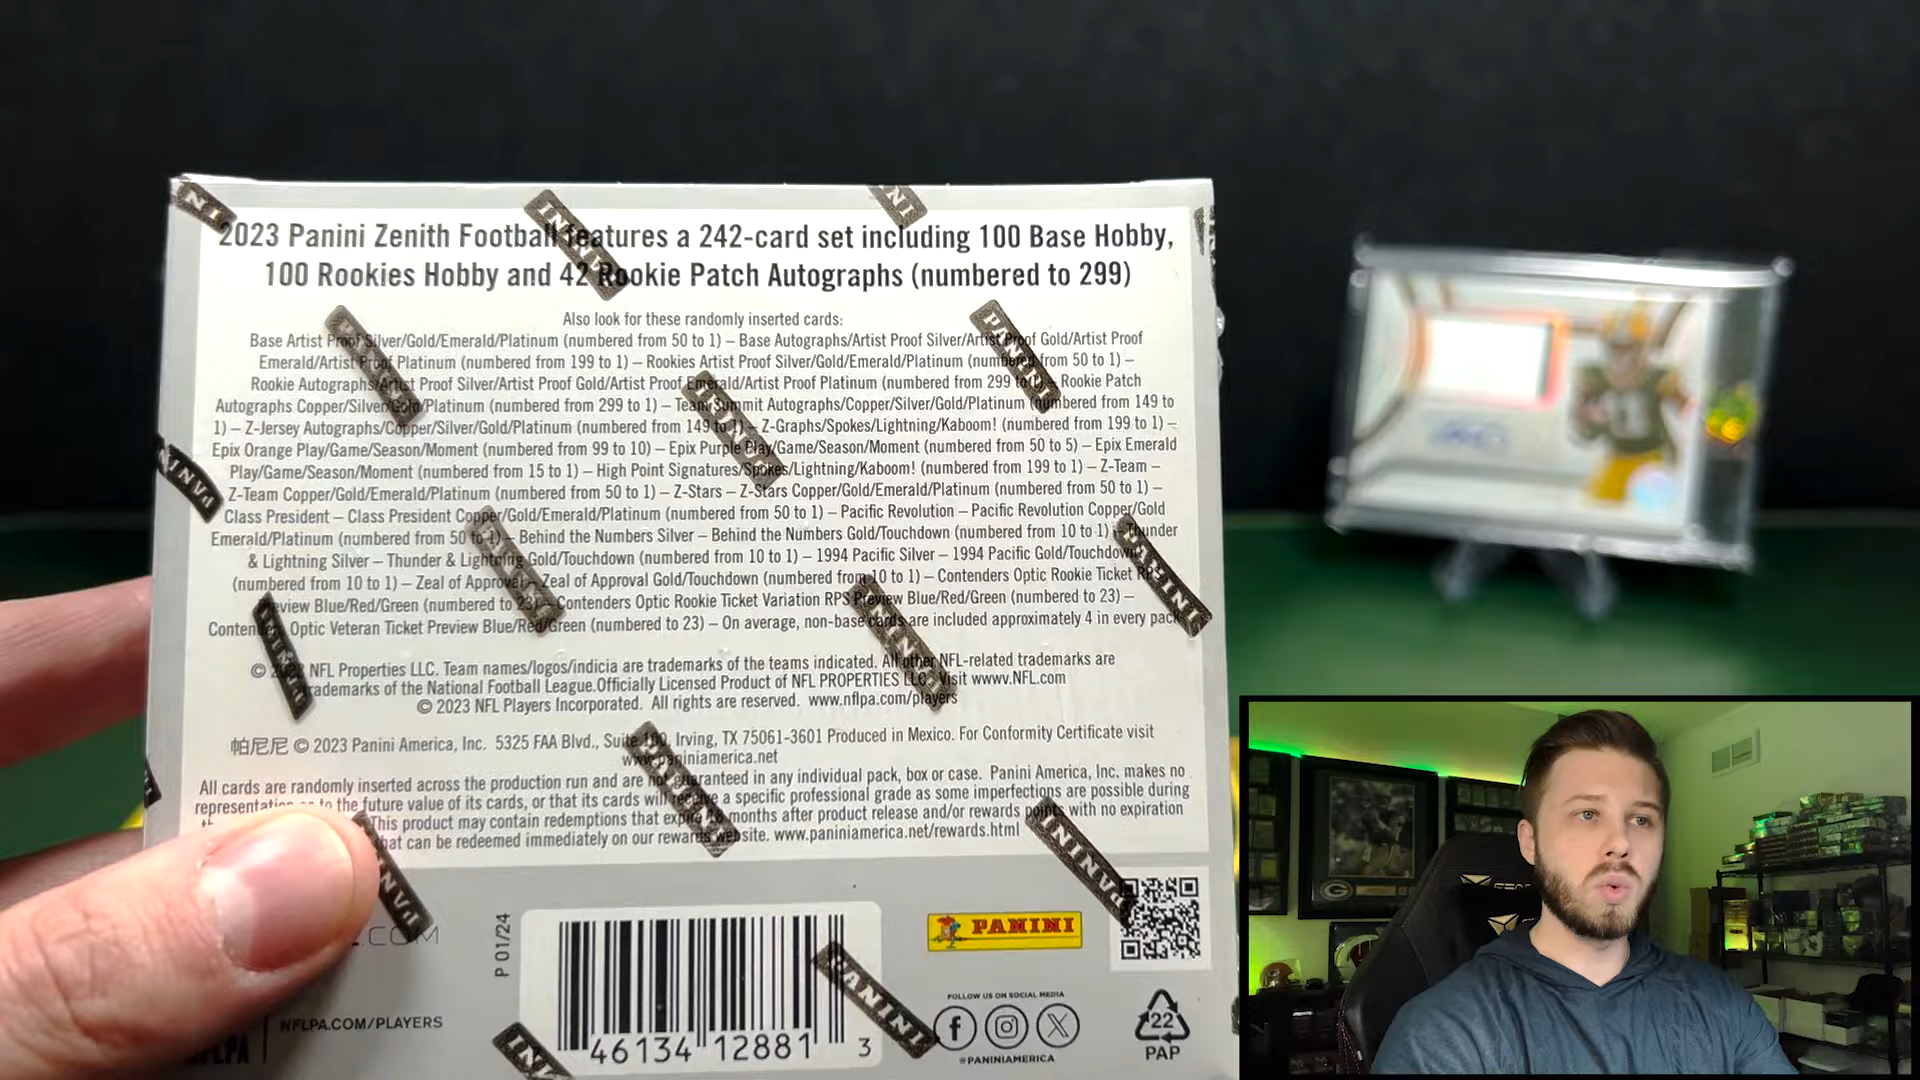 2023 Panini Zenith Football features a 242-card set including 100 Base Hobby,
100 Rookies Hobby and 42 Rookie Patch Autographs (numbered to 299)
Also look for these randomly inserted cards:
Base Artist Proof Silver/Gold/Emerald/Platinum (numbered from 50 to 1) – Base Autographs/Artist Proof Silver/Artist Proof Gold/Artist Proof
Emerald/Artist Proof Platinum (numbered from 199 to 1) – Rookies Artist Proof Silver/Gold/Emerald/Platinum (numbered from 50 to 1) –
Rookie Autographs/Artist Proof Silver/Artist Proof Gold/Artist Proof Emerald/Artist Proof Platinum (numbered from 299 to 1) – Rookie Patch
Autographs Copper/Silver/Gold/Platinum (numbered from 299 to 1) – Team Summit Autographs/Copper/Silver/Gold/Platinum (numbered from 149 to
1) – Z-Jersey Autographs/Copper/Silver/Gold/Platinum (numbered from 149 to 1) – Z-Graphs/Spokes/Lightning/Kaboom! (numbered from 199 to 1) –
Epix Orange Play/Game/Season/Moment (numbered from 99 to 10) – Epix Purple Play/Game/Season/Moment (numbered from 50 to 5) – Epix Emerald
Play/Game/Season/Moment (numbered from 15 to 1) – High Point Signatures/Spokes/Lightning/Kaboom! (numbered from 199 to 1) – Z-Team –
Z-Team Copper/Gold/Emerald/Platinum (numbered from 50 to 1) – Z-Stars – Z-Stars Copper/Gold/Emerald/Platinum (numbered from 50 to 1) –
Class President – Class President Copper/Gold/Emerald/Platinum (numbered from 50 to 1) – Pacific Revolution – Pacific Revolution Copper/Gold
Emerald/Platinum (numbered from 50 to 1) – Behind the Numbers Silver – Behind the Numbers Gold/Touchdown (numbered from 10 to 1) – Thunder
& Lightning Silver – Thunder & Lightning Gold/Touchdown (numbered from 10 to 1) – 1994 Pacific Silver – 1994 Pacific Gold/Touchdown
(numbered from 10 to 1) – Zeal of Approval – Zeal of Approval Gold/Touchdown (numbered from 10 to 1) – Contenders Optic Rookie Ticket
Preview Blue/Red/Green (numbered to 23) – Contenders Optic Rookie Ticket Variation RPS Preview Blue/Red/Green (numbered to 23) –
Contenders Optic Veteran Ticket Preview Blue/Red/Green (numbered to 23) – On average, non-base cards are included approximately 4 in every pack
© NFL Properties LLC. Team names/logos/indicia are trademarks of the teams indicated. All other NFL-related trademarks are
trademarks of the National Football League.Officially Licensed Product of NFL PROPERTIES LLC. Visit wwwv.NFL.com
© 2023 NFL Players Incorporated. All rights are reserved. www.nflpa.com/players
帕尼尼 © 2023 Panini America, Inc. 5325 FAA Blvd., Suite 100, Irving, TX 75061-3601 Produced in Mexico. For Conformity Certificate visit
www.paniniamerica.net
All cards are randomly inserted across the production run and are not guaranteed in any individual pack, box or case. Panini America, Inc. makes no
representation as to the future value of its cards, or that its cards will receive a specific professional grade as some imperfections are possible during
This product may contain redemptions that expire months after product release and/or rewards points with no expiration
that can be redeemed immediately on our rewards website. www.paniniamerica.net/rewards.html
.COM
P 01/24
NFLPA.COM/PLAYERS
46134 12881 3
PANINI
FOLLOW US ON SOCIAL MEDIA
@PANINIAMERICA
22
PAP